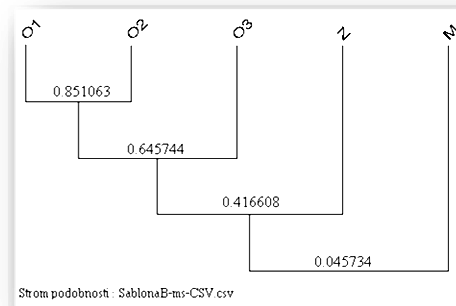 O1 O2 O3 Z M
0.851063
0.645744
0.416608
0.045734
Strom podobnosti : SablonaB-ms-CSV.csv